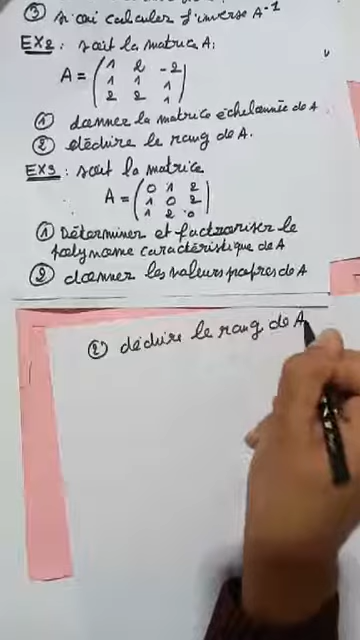 ③ si oui calculer l'inverse A⁻¹
EX2 : soit la matrice A:
A = ( 1 2 -2
1 1 1
2 2 1 )
① donner la matrice échelonnée de A
② déduire le rang de A.
EX3 : soit la matrice
A = ( 0 1 2
1 0 2
1 2 0 )
① Déterminer et factoriser le
polynome caractéristique de A
② donner les valeurs propres de A
② déduire le rang de A